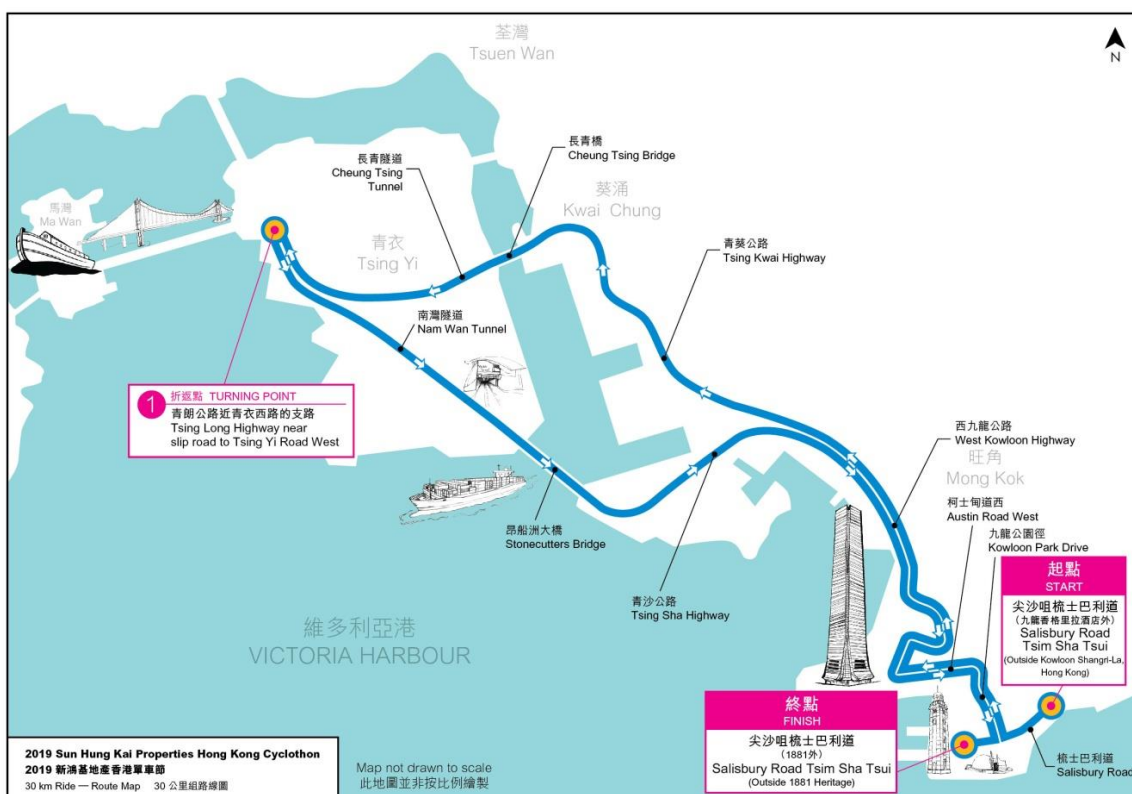 荃灣
Tsuen Wan
N
長青橋
Cheung Tsing Bridge
長青隧道
Cheung Tsing
Tunnel
葵涌
Kwai Chung
馬灣
Ma Wan
青衣
Tsing Yi
青葵公路
Tsing Kwai Highway
南灣隧道
Nam Wan Tunnel
1
折返點 TURNING POINT
青朗公路近青衣西路的支路
Tsing Long Highway near
slip road to Tsing Yi Road West
西九龍公路
West Kowloon Highway
旺角
Mong Kok
柯士甸道西
Austin Road West
九龍公園徑
Kowloon Park Drive
昂船洲大橋
Stonecutters Bridge
起點
START
尖沙咀梳士巴利道
(九龍香格里拉酒店外)
Salisbury Road
Tsim Sha Tsui
(Outside Kowloon Shangri-La,
Hong Kong)
青沙公路
Tsing Sha Highway
維多利亞港
VICTORIA HARBOUR
終點
FINISH
尖沙咀梳士巴利道
(1881外)
Salisbury Road Tsim Sha Tsui
(Outside 1881 Heritage)
梳士巴利道
Salisbury Road
2019 Sun Hung Kai Properties Hong Kong Cyclothon
2019 新鴻基地產香港單車節
30 km Ride — Route Map 30 公里組路線圖
Map not drawn to scale
此地圖並非按比例繪製